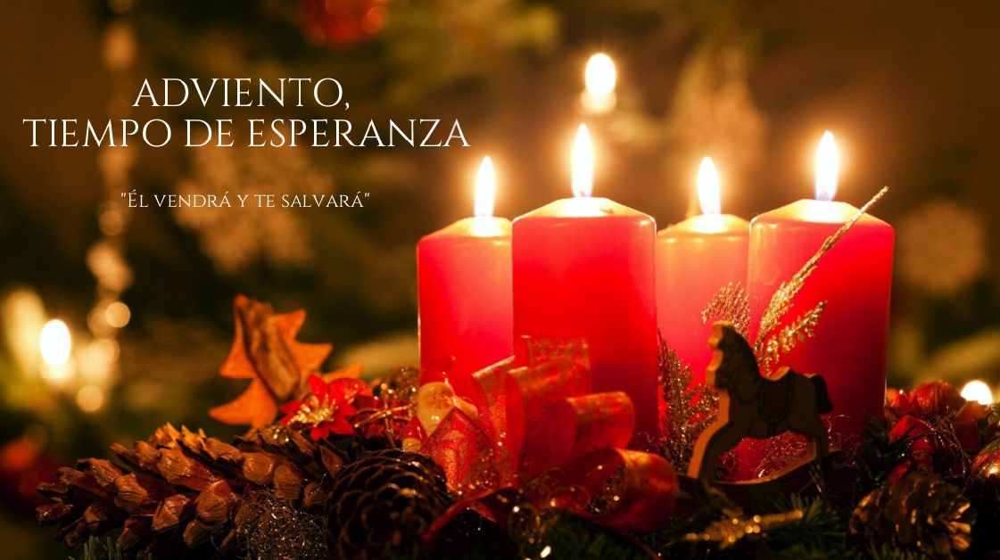 ADVIENTO,
TIEMPO DE ESPERANZA
"ÉL VENDRÁ Y TE SALVARÁ"